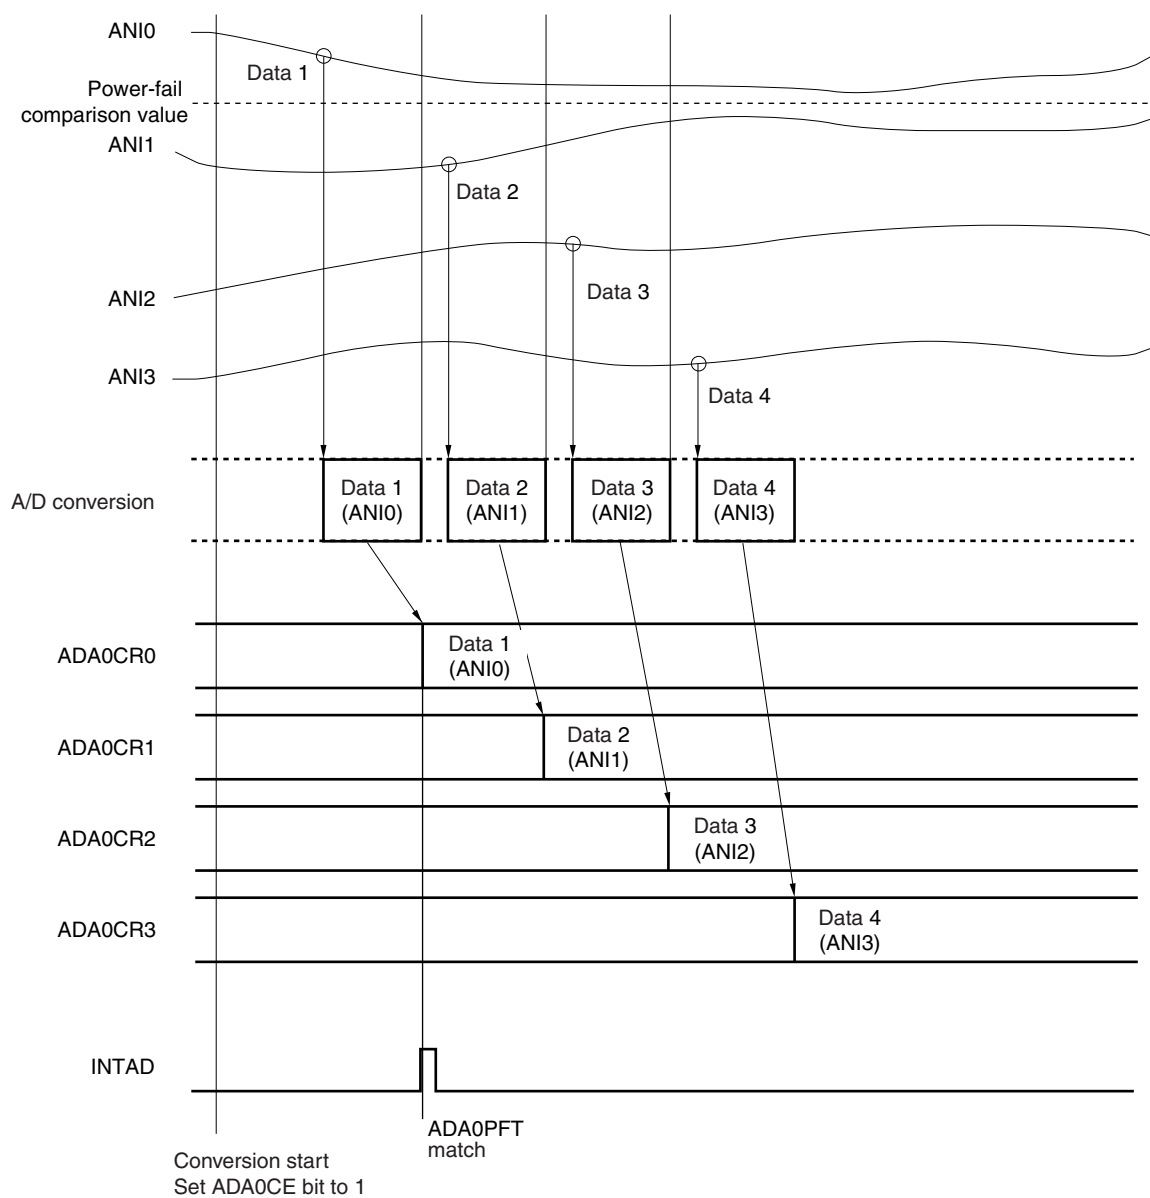 ANI0
Data 1
Power-fail
comparison value
ANI1
Data 2
ANI2
Data 3
ANI3
Data 4
A/D conversion
Data 1
(ANI0)
Data 2
(ANI1)
Data 3
(ANI2)
Data 4
(ANI3)
ADA0CR0
Data 1
(ANI0)
ADA0CR1
Data 2
(ANI1)
ADA0CR2
Data 3
(ANI2)
ADA0CR3
Data 4
(ANI3)
INTAD
ADA0PFT
match
Conversion start
Set ADA0CE bit to 1